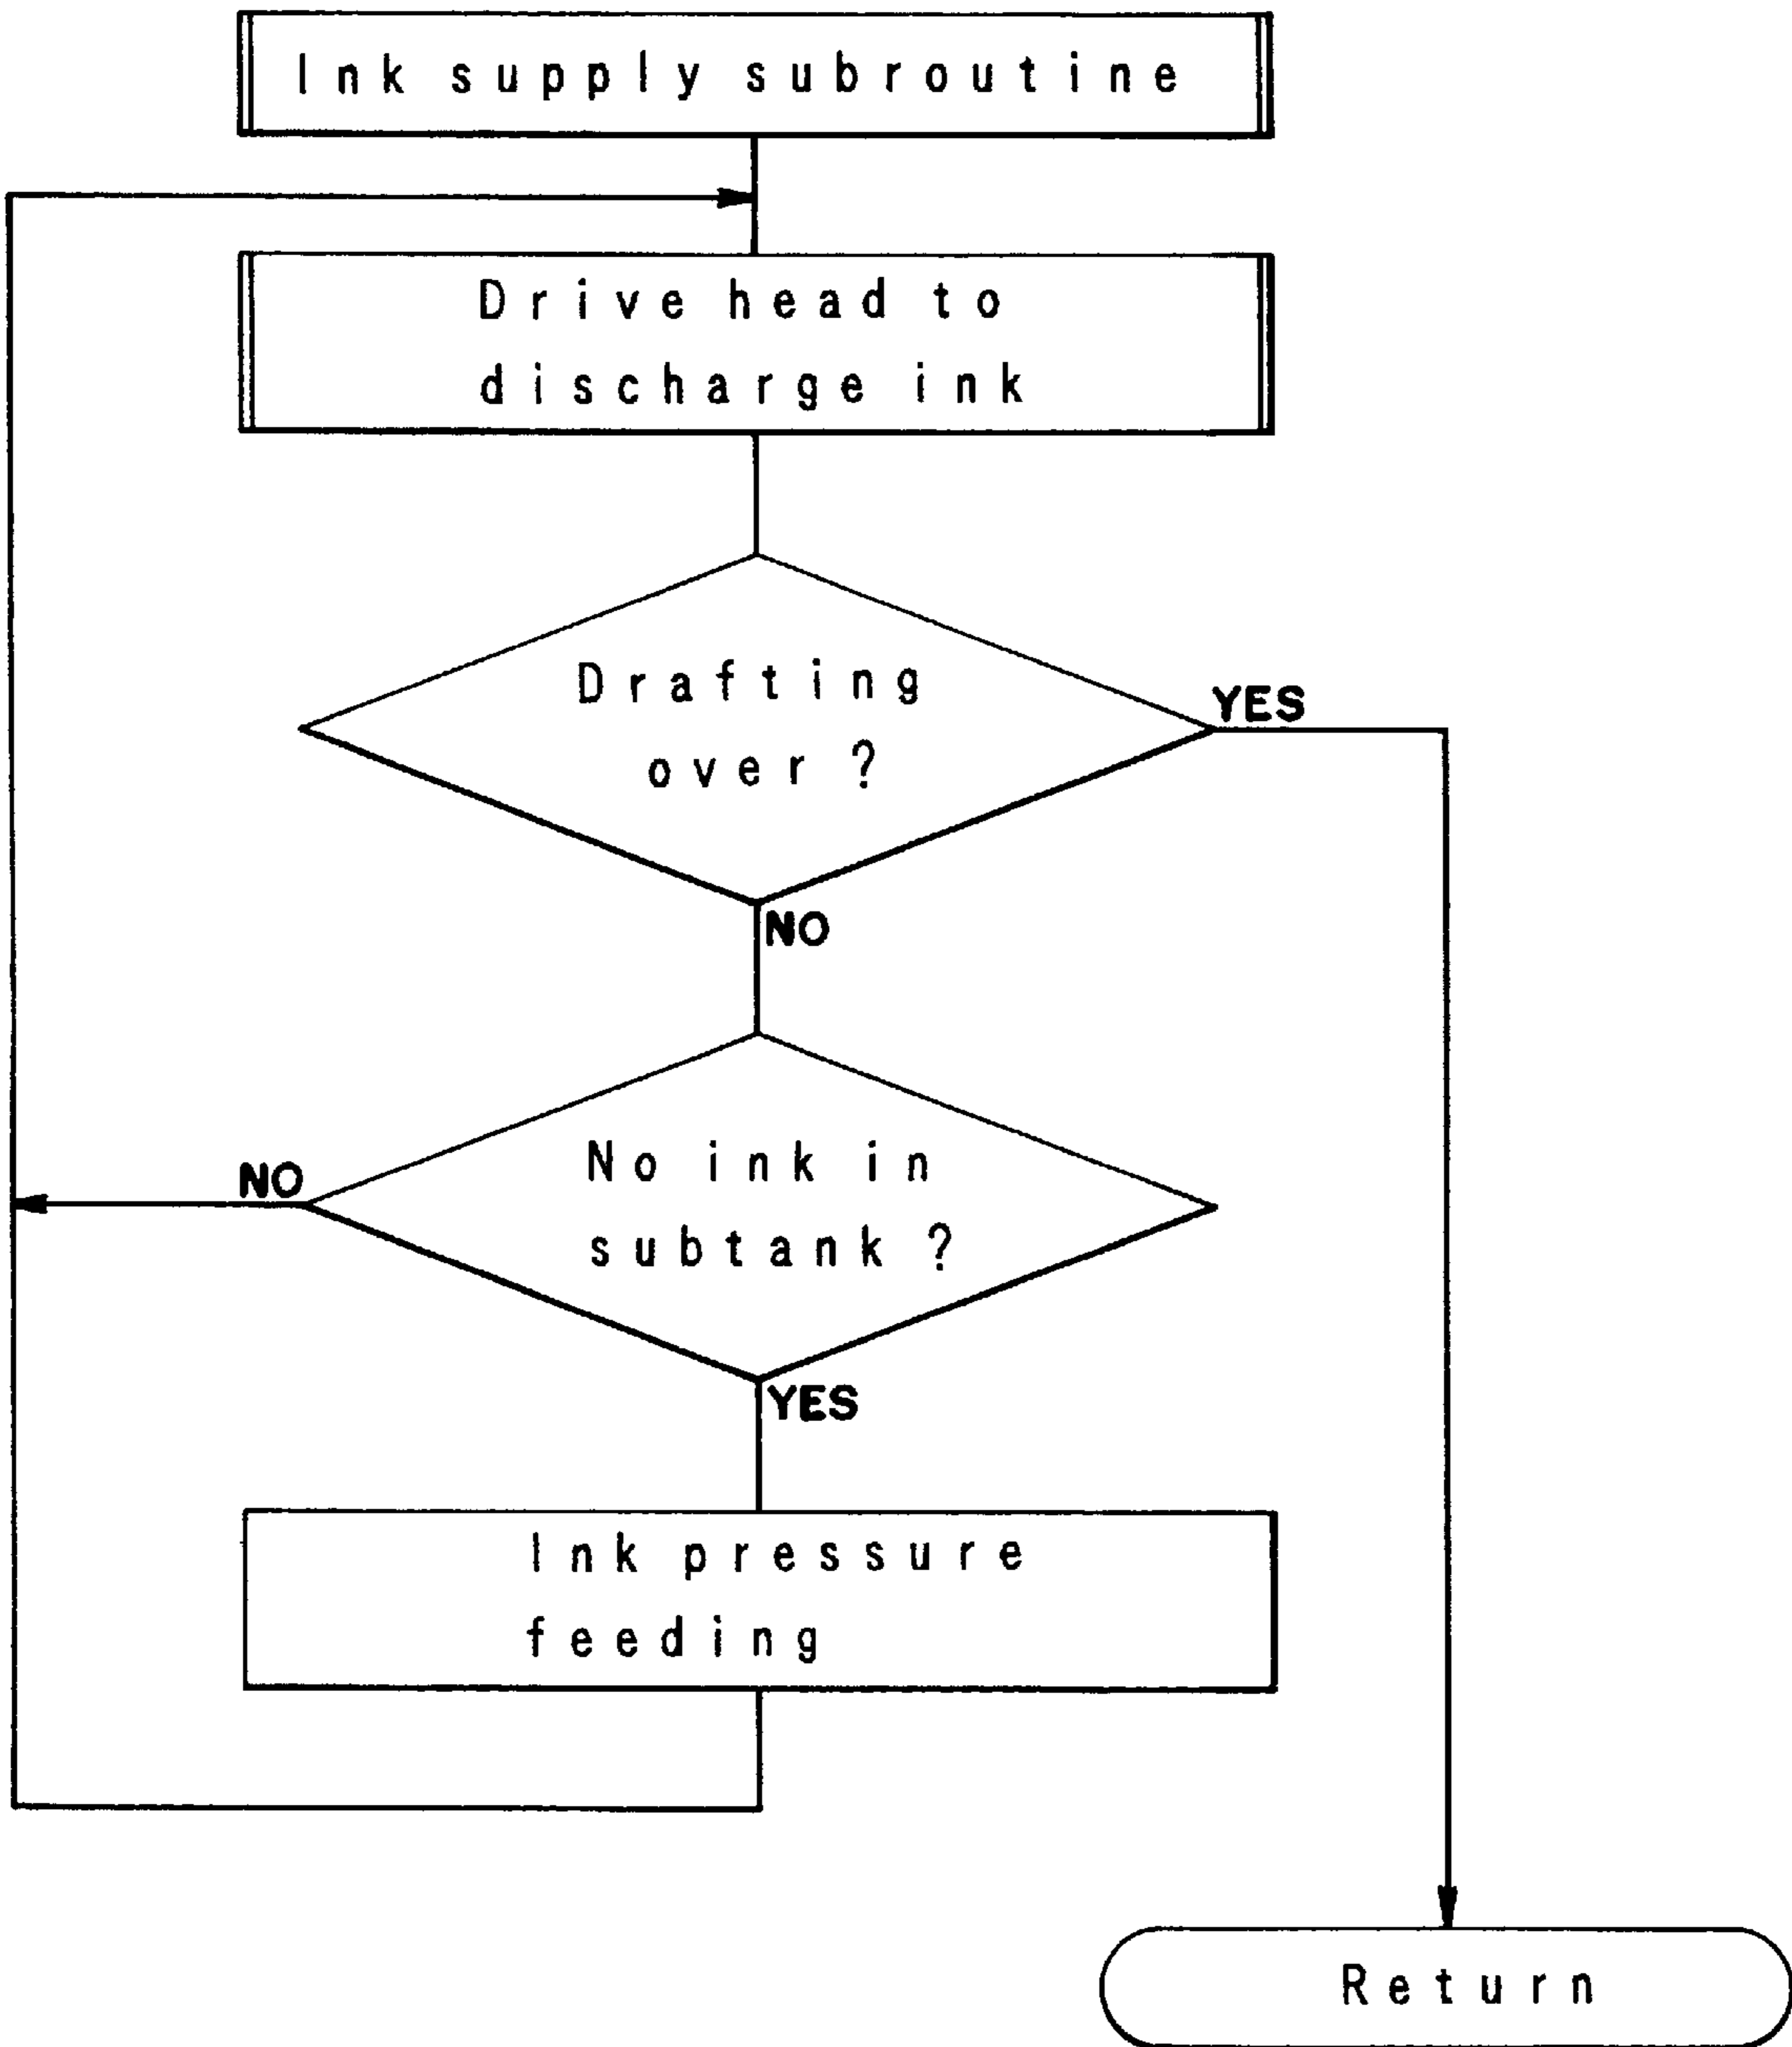 Ink supply subroutine
Drive head to
discharge ink
Drafting
over ?
YES
NO
No ink in
subtank ?
NO
YES
Ink pressure
feeding
Return